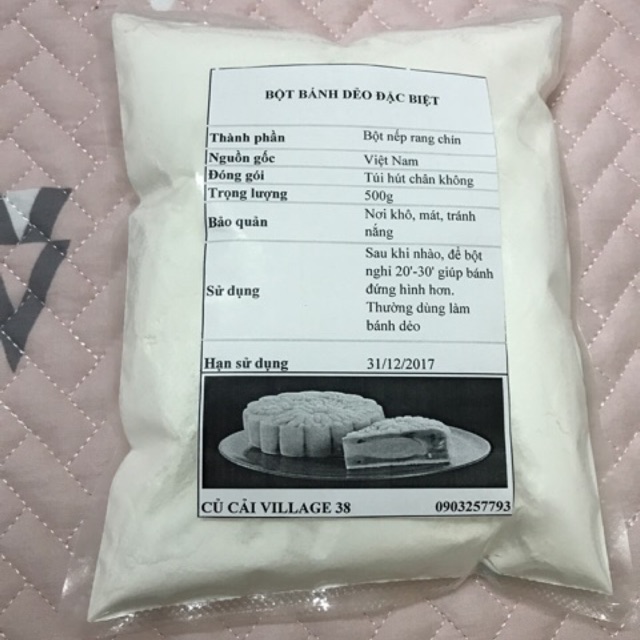 BỘT BÁNH DẺO ĐẶC BIỆT
Thành phần Bột nếp rang chín
Nguồn gốc Việt Nam
Đóng gói Túi hút chân không
Trọng lượng 500g
Bảo quản Nơi khô, mát, tránh
nắng
Sử dụng Sau khi nhào, để bột
nghỉ 20'-30' giúp bánh
đứng hình hơn.
Thường dùng làm
bánh dẻo
Hạn sử dụng 31/12/2017
CỦ CẢI VILLAGE 38 0903257793